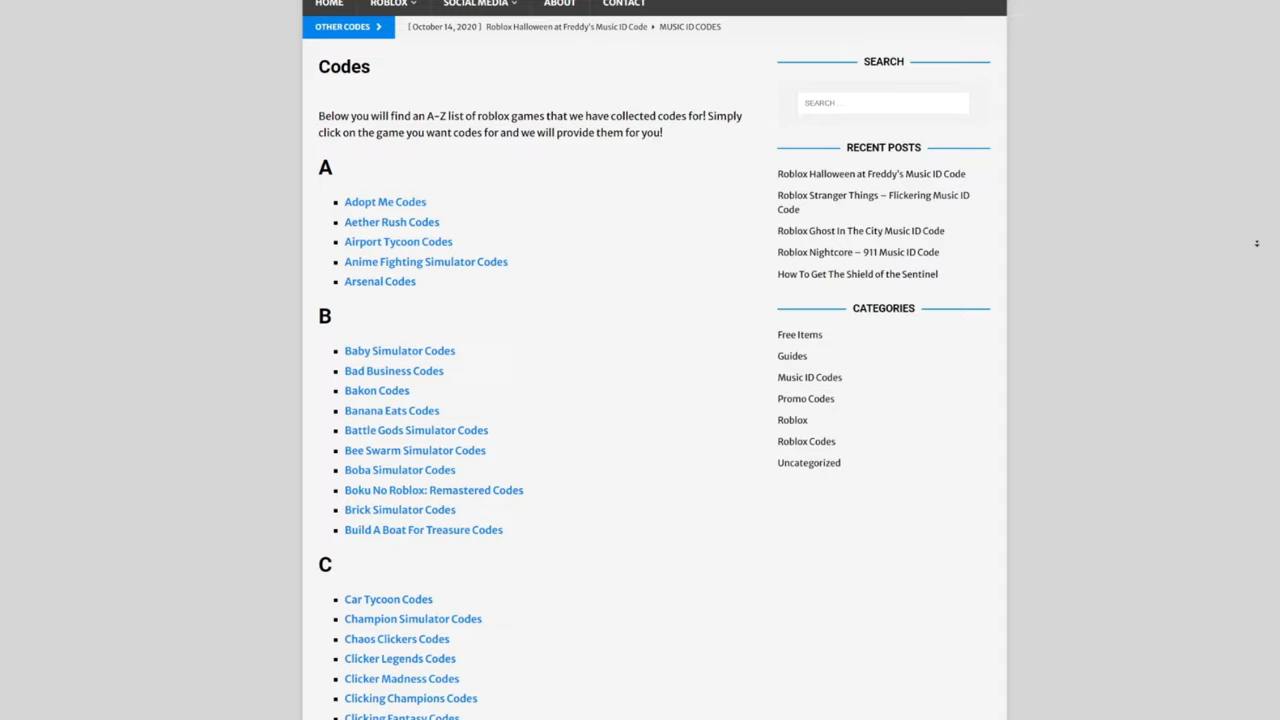 HOME ROBLOX SOCIAL MEDIA ABOUT CONTACT
OTHER CODES [ October 14, 2020 ] Roblox Halloween at Freddy's Music ID Code MUSIC ID CODES
Codes
Below you will find an A-Z list of roblox games that we have collected codes for! Simply
click on the game you want codes for and we will provide them for you!
A
Adopt Me Codes
Aether Rush Codes
Airport Tycoon Codes
Anime Fighting Simulator Codes
Arsenal Codes
B
Baby Simulator Codes
Bad Business Codes
Bakon Codes
Banana Eats Codes
Battle Gods Simulator Codes
Bee Swarm Simulator Codes
Boba Simulator Codes
Boku No Roblox: Remastered Codes
Brick Simulator Codes
Build A Boat For Treasure Codes
C
Car Tycoon Codes
Champion Simulator Codes
Chaos Clickers Codes
Clicker Legends Codes
Clicker Madness Codes
Clicking Champions Codes
Clicking Fantasy Codes
SEARCH
SEARCH ...
RECENT POSTS
Roblox Halloween at Freddy's Music ID Code
Roblox Stranger Things – Flickering Music ID
Code
Roblox Ghost In The City Music ID Code
Roblox Nightcore – 911 Music ID Code
How To Get The Shield of the Sentinel
CATEGORIES
Free Items
Guides
Music ID Codes
Promo Codes
Roblox
Roblox Codes
Uncategorized